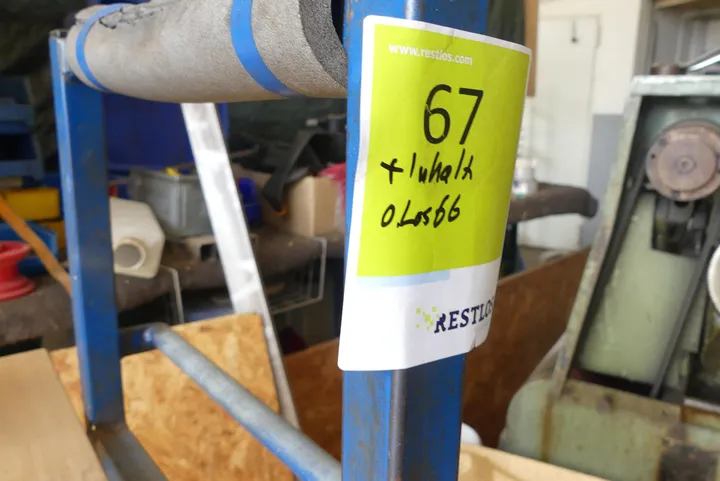 www.restlos.com
67
+ Inhalt
O. Los 66
RESTLOS